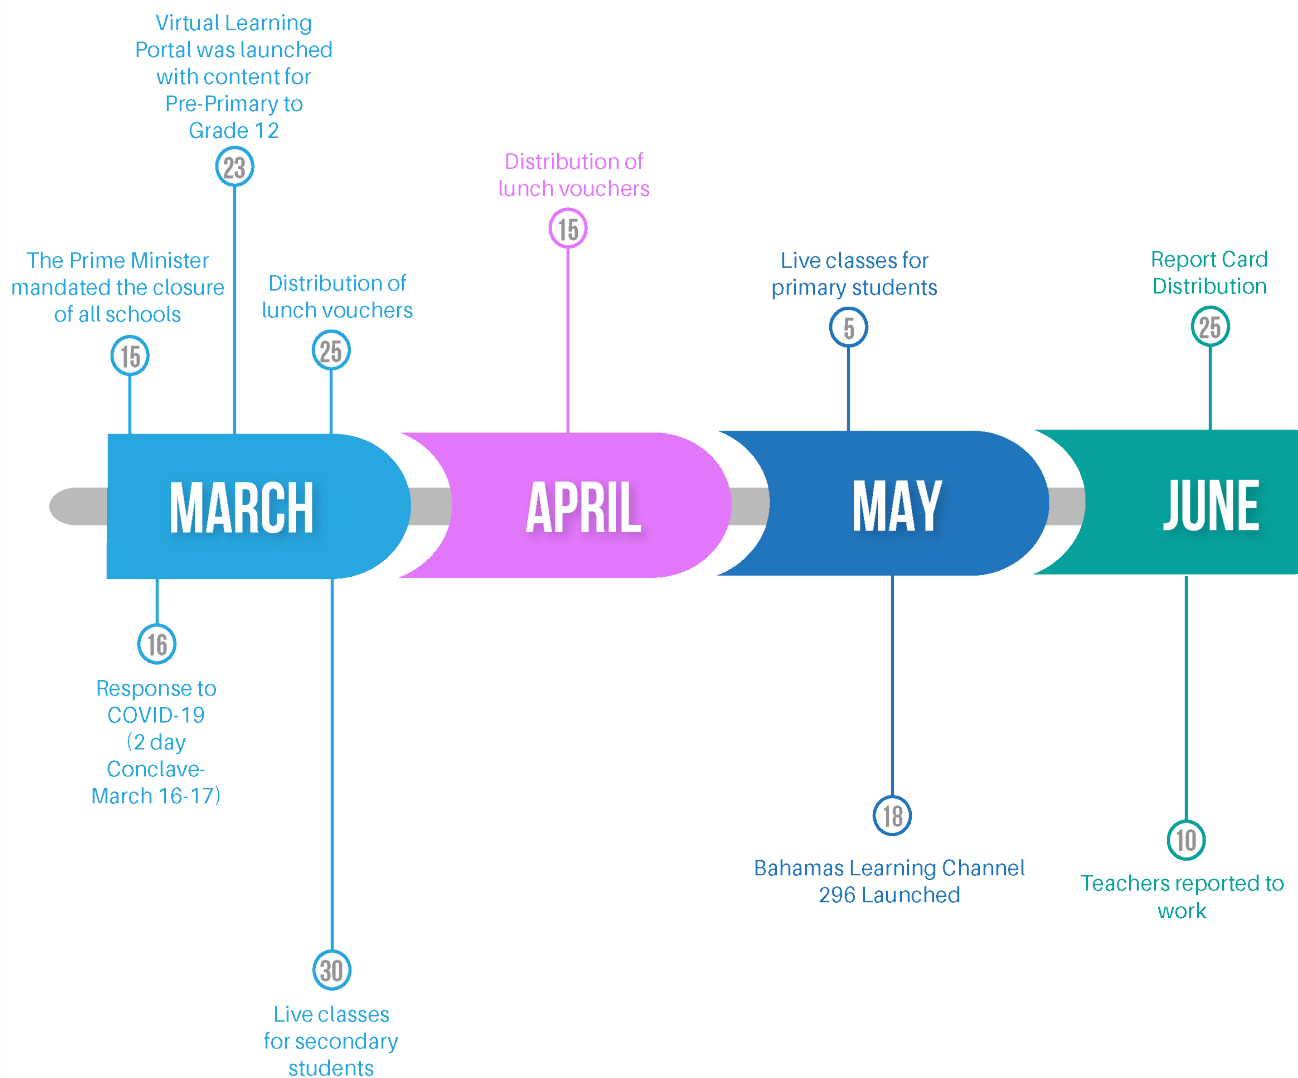 Virtual Learning
Portal was launched
with content for
Pre-Primary to
Grade 12
23
The Prime Minister
mandated the closure
of all schools
15
Distribution of
lunch vouchers
25
MARCH
16
Response to
COVID-19
(2 day
Conclave-
March 16-17)
30
Live classes
for secondary
students
Distribution of
lunch vouchers
15
APRIL
Live classes for
primary students
5
MAY
18
Bahamas Learning Channel
296 Launched
Report Card
Distribution
25
JUNE
10
Teachers reported to
work